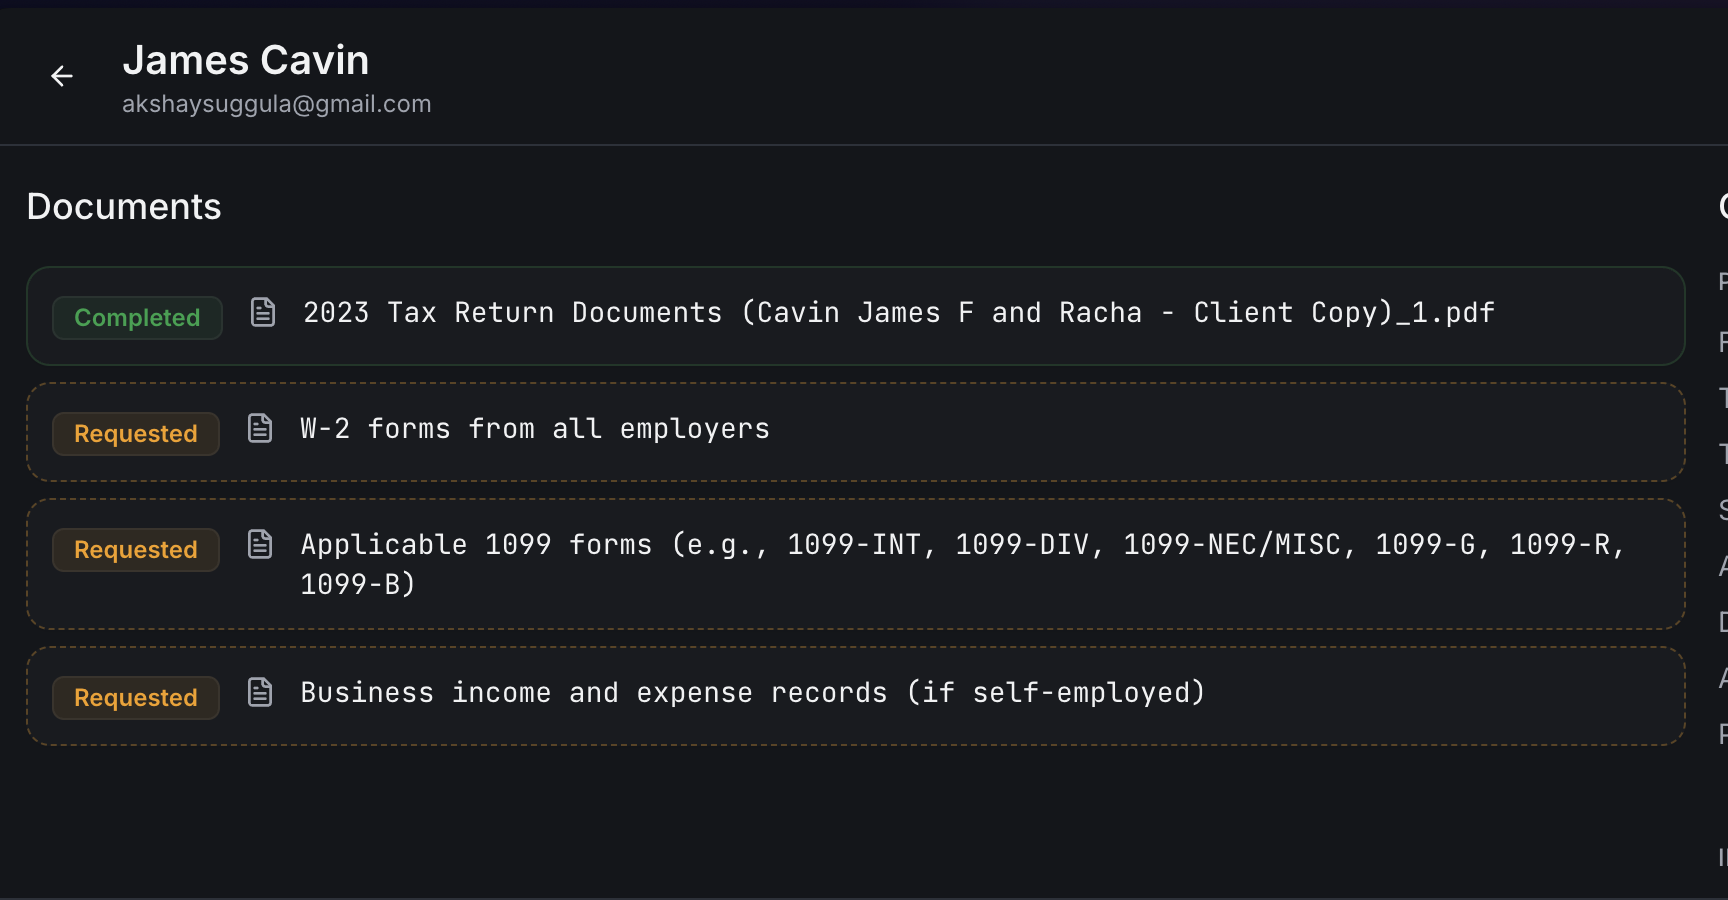 James Cavin
akshaysuggula@gmail.com
Documents
Completed
2023 Tax Return Documents (Cavin James F and Racha - Client Copy)_1.pdf
Requested
W-2 forms from all employers
Requested
Applicable 1099 forms (e.g., 1099-INT, 1099-DIV, 1099-NEC/MISC, 1099-G, 1099-R,
1099-B)
Requested
Business income and expense records (if self-employed)